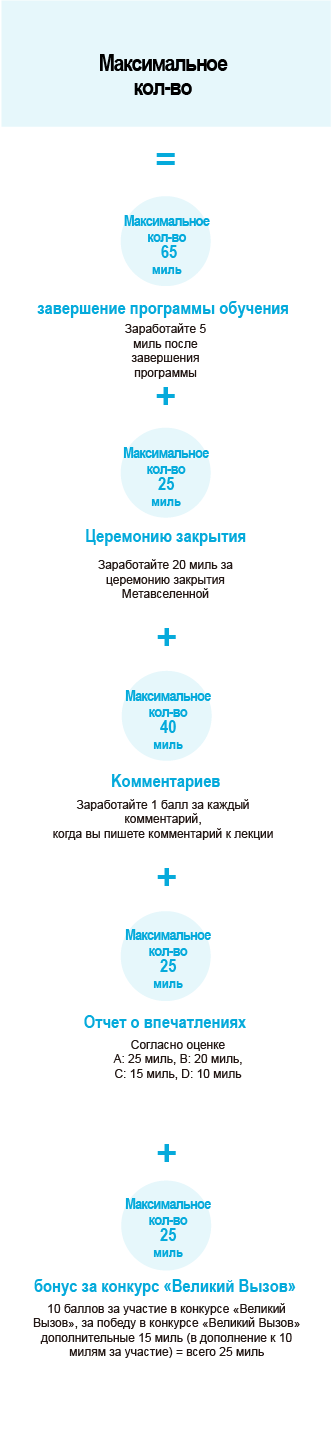 Максимальное
кол-во
=
Максимальное
кол-во
65
миль
завершение программы обучения
Заработайте 5
миль после
завершения
программы
+
Максимальное
кол-во
25
миль
Церемонию закрытия
Заработайте 20 миль за
церемонию закрытия
Метавселенной
+
Максимальное
кол-во
40
миль
Комментариев
Заработайте 1 балл за каждый
комментарий,
когда вы пишете комментарий к лекции
+
Максимальное
кол-во
25
миль
Отчет о впечатлениях
Согласно оценке
A: 25 миль, B: 20 миль,
C: 15 миль, D: 10 миль
+
Максимальное
кол-во
25
миль
бонус за конкурс «Великий Вызов»
10 баллов за участие в конкурсе «Великий
Вызов», за победу в конкурсе «Великий Вызов»
дополнительные 15 миль (в дополнение к 10
милям за участие) = всего 25 миль